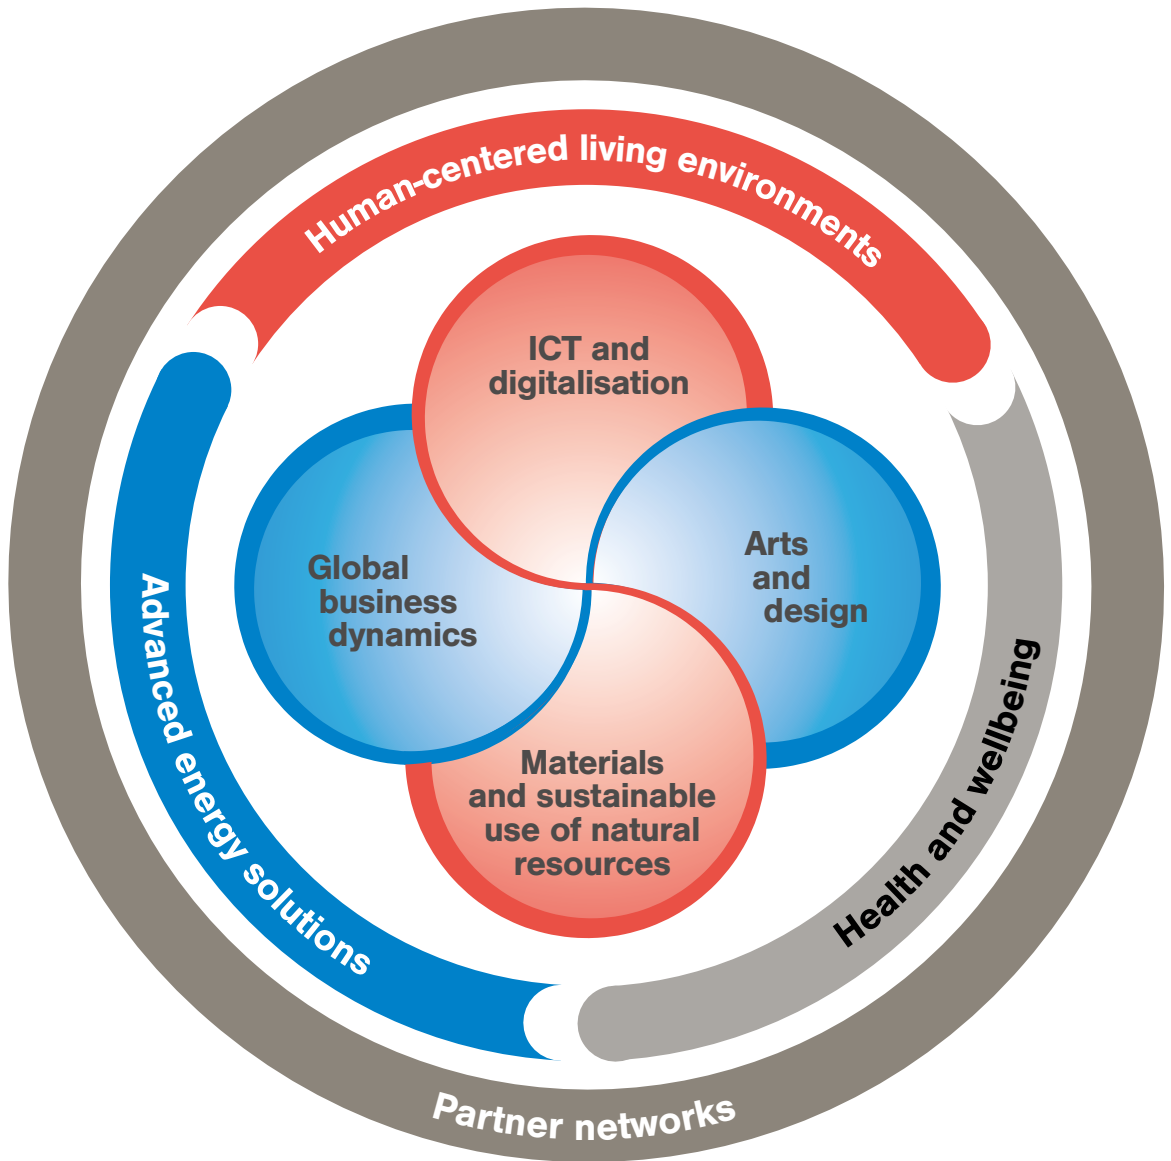 Human-centered living environments
ICT and
digitalisation
Global
business
dynamics
Arts
and
design
Materials
and sustainable
use of natural
resources
Advanced energy solutions
Health and wellbeing
Partner networks